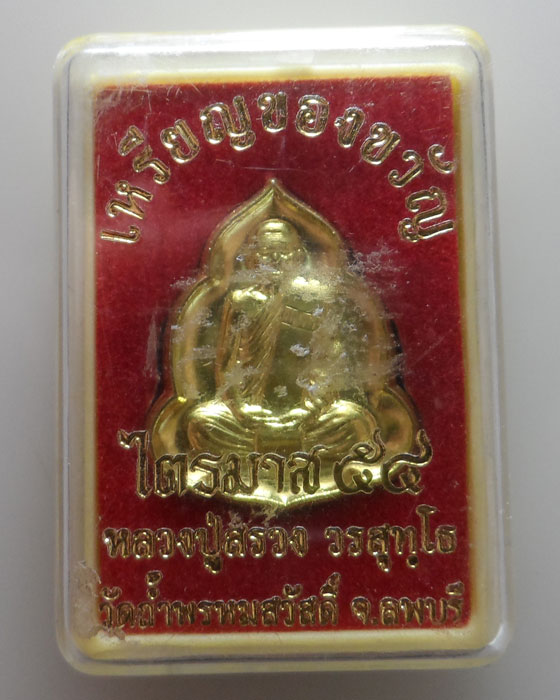 เหรียญของขวัญ
ไตรมาส ๕๔
หลวงปู่สรวง วรสุทฺโธ
วัดถ้ำพรหมสวัสดิ์ จ.ลพบุรี